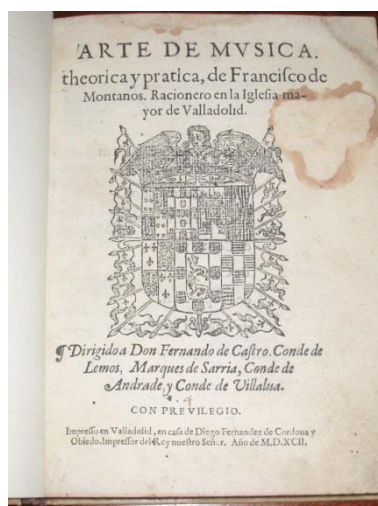 ARTE DE MVSICA.
theorica y pratica, de Franciſco de
Montanos. Racionero en la Igleſia ma-
yor de Valladolid.
¶ Dirigido a Don Fernando de Caſtro. Conde de
Lemos, Marques de Sarria, Conde de
Andrade, y Conde de Villalua.
4
CON PREVILEGIO.
Impreſſo en Valladolid, en caſa de Diego Fernandez de Cordoua y
Obiedo. Impreſſor del Rey nueſtro Señor. Año de M.D.XCII.